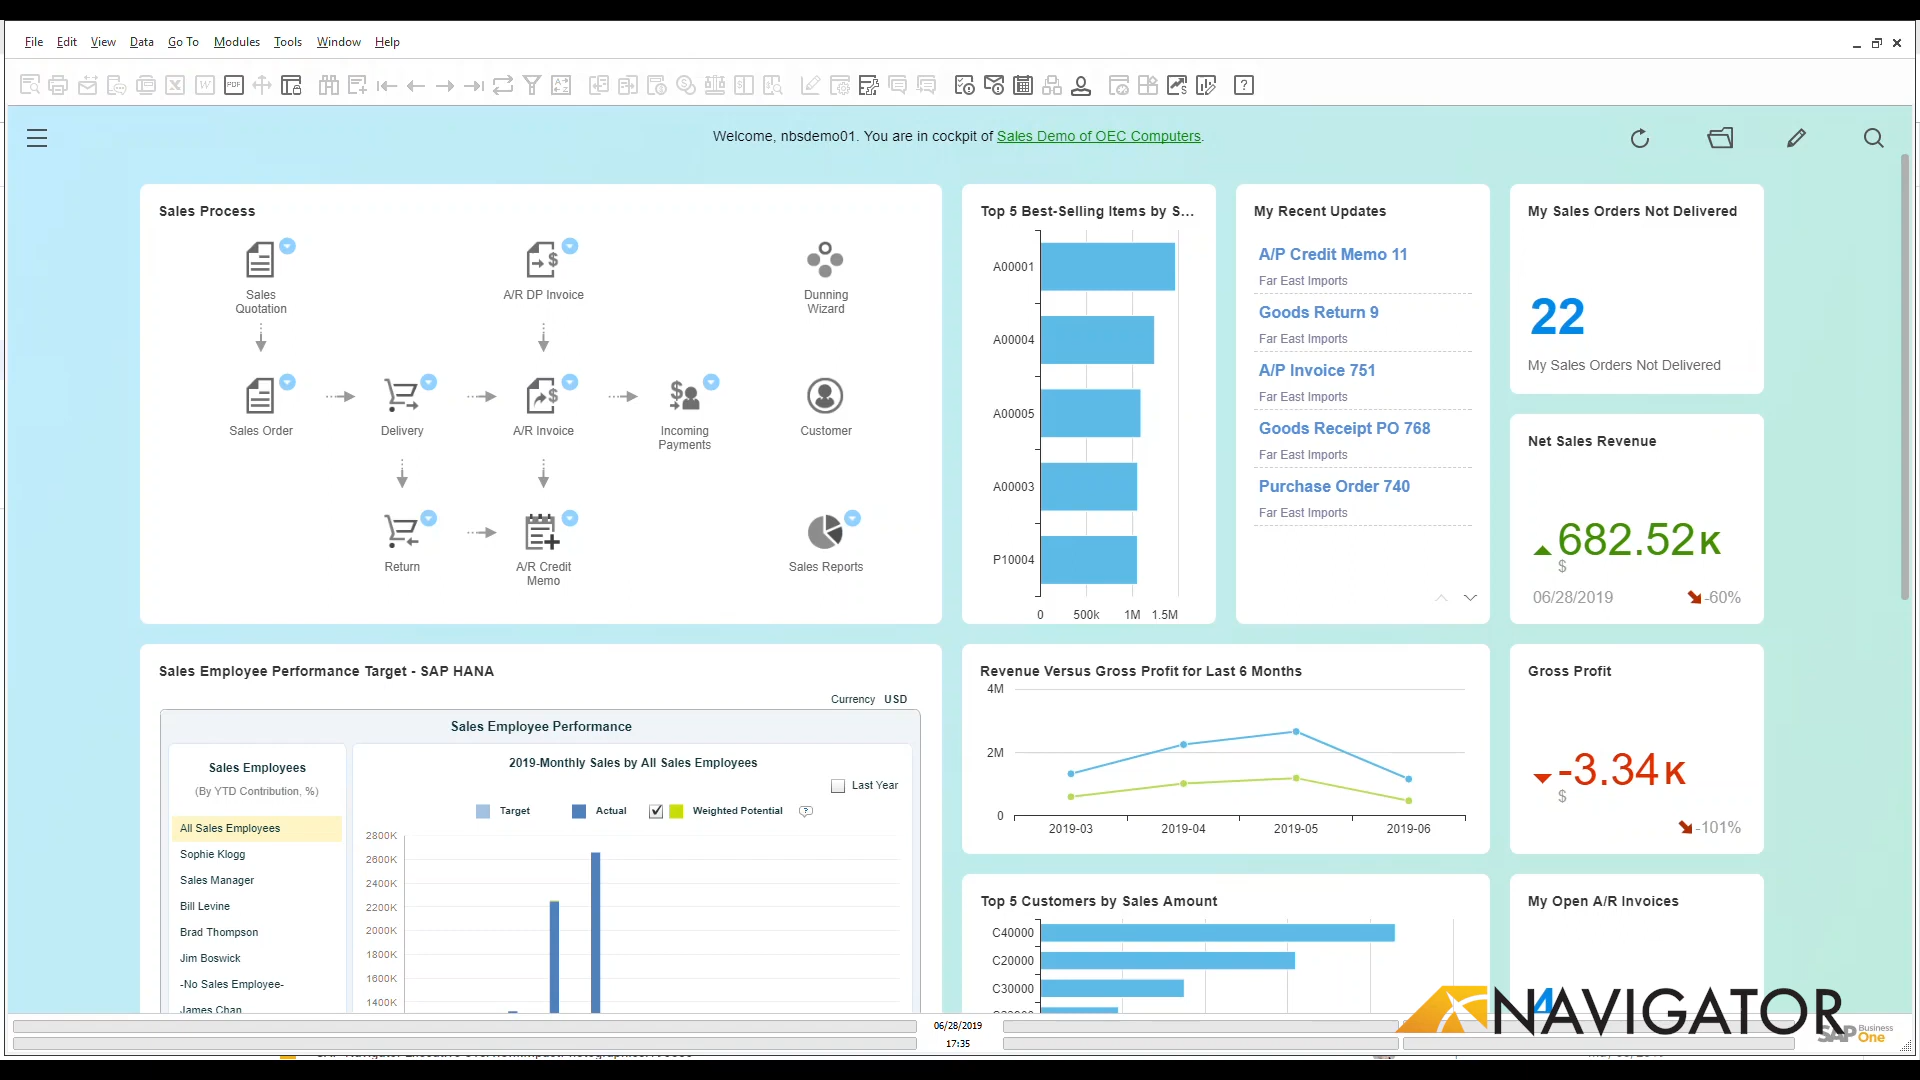 File Edit View Data Go To Modules Tools Window Help
Welcome, nbsdemo01. You are in cockpit of Sales Demo of OEC Computers.
Sales Process
Sales
Quotation
A/R DP Invoice
Dunning
Wizard
Sales Order
Delivery
A/R Invoice
Incoming
Payments
Customer
Return
A/R Credit
Memo
Sales Reports
Top 5 Best-Selling Items by S...
A00001
A00004
A00005
A00003
P10004
0 500k 1M 1.5M
My Recent Updates
A/P Credit Memo 11
Far East Imports
Goods Return 9
Far East Imports
A/P Invoice 751
Far East Imports
Goods Receipt PO 768
Far East Imports
Purchase Order 740
Far East Imports
My Sales Orders Not Delivered
22
My Sales Orders Not Delivered
Net Sales Revenue
682.52K
$
06/28/2019 -60%
Sales Employee Performance Target - SAP HANA
Currency USD
Sales Employee Performance
Sales Employees
(By YTD Contribution, %)
All Sales Employees
Sophie Klogg
Sales Manager
Bill Levine
Brad Thompson
Jim Boswick
-No Sales Employee-
James Chan
2019-Monthly Sales by All Sales Employees
Last Year
Target Actual Weighted Potential ?
2800K
2600K
2400K
2200K
2000K
1800K
1600K
1400K
Revenue Versus Gross Profit for Last 6 Months
4M
2M
0
2019-03 2019-04 2019-05 2019-06
Gross Profit
-3.34K
$
-101%
Top 5 Customers by Sales Amount
C40000
C20000
C30000
My Open A/R Invoices
4
NAVIGATOR
SAP Business
One
06/28/2019
17:35